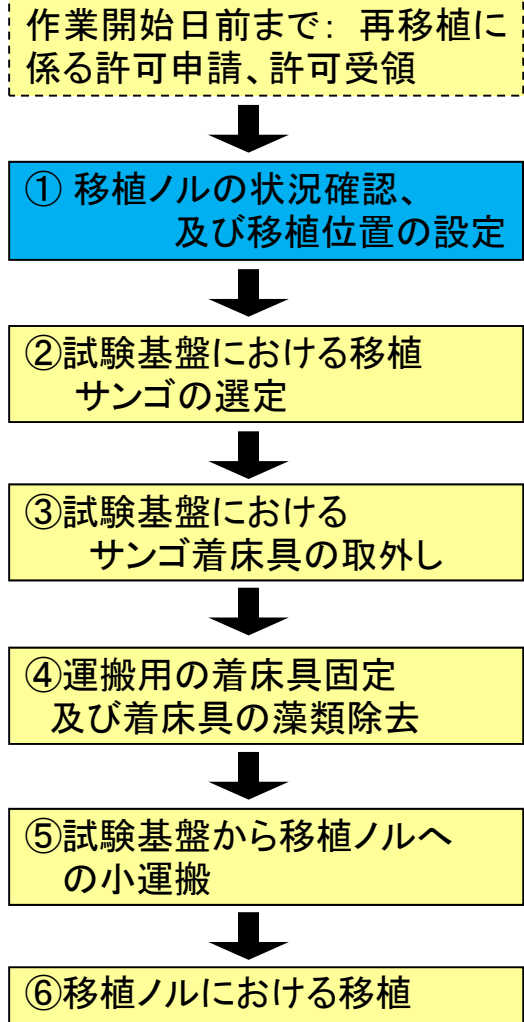 作業開始日前まで: 再移植に
係る許可申請、許可受領
① 移植ノルの状況確認、
及び移植位置の設定
②試験基盤における移植
サンゴの選定
③試験基盤における
サンゴ着床具の取外し
④運搬用の着床具固定
及び着床具の藻類除去
⑤試験基盤から移植ノルへ
の小運搬
⑥移植ノルにおける移植